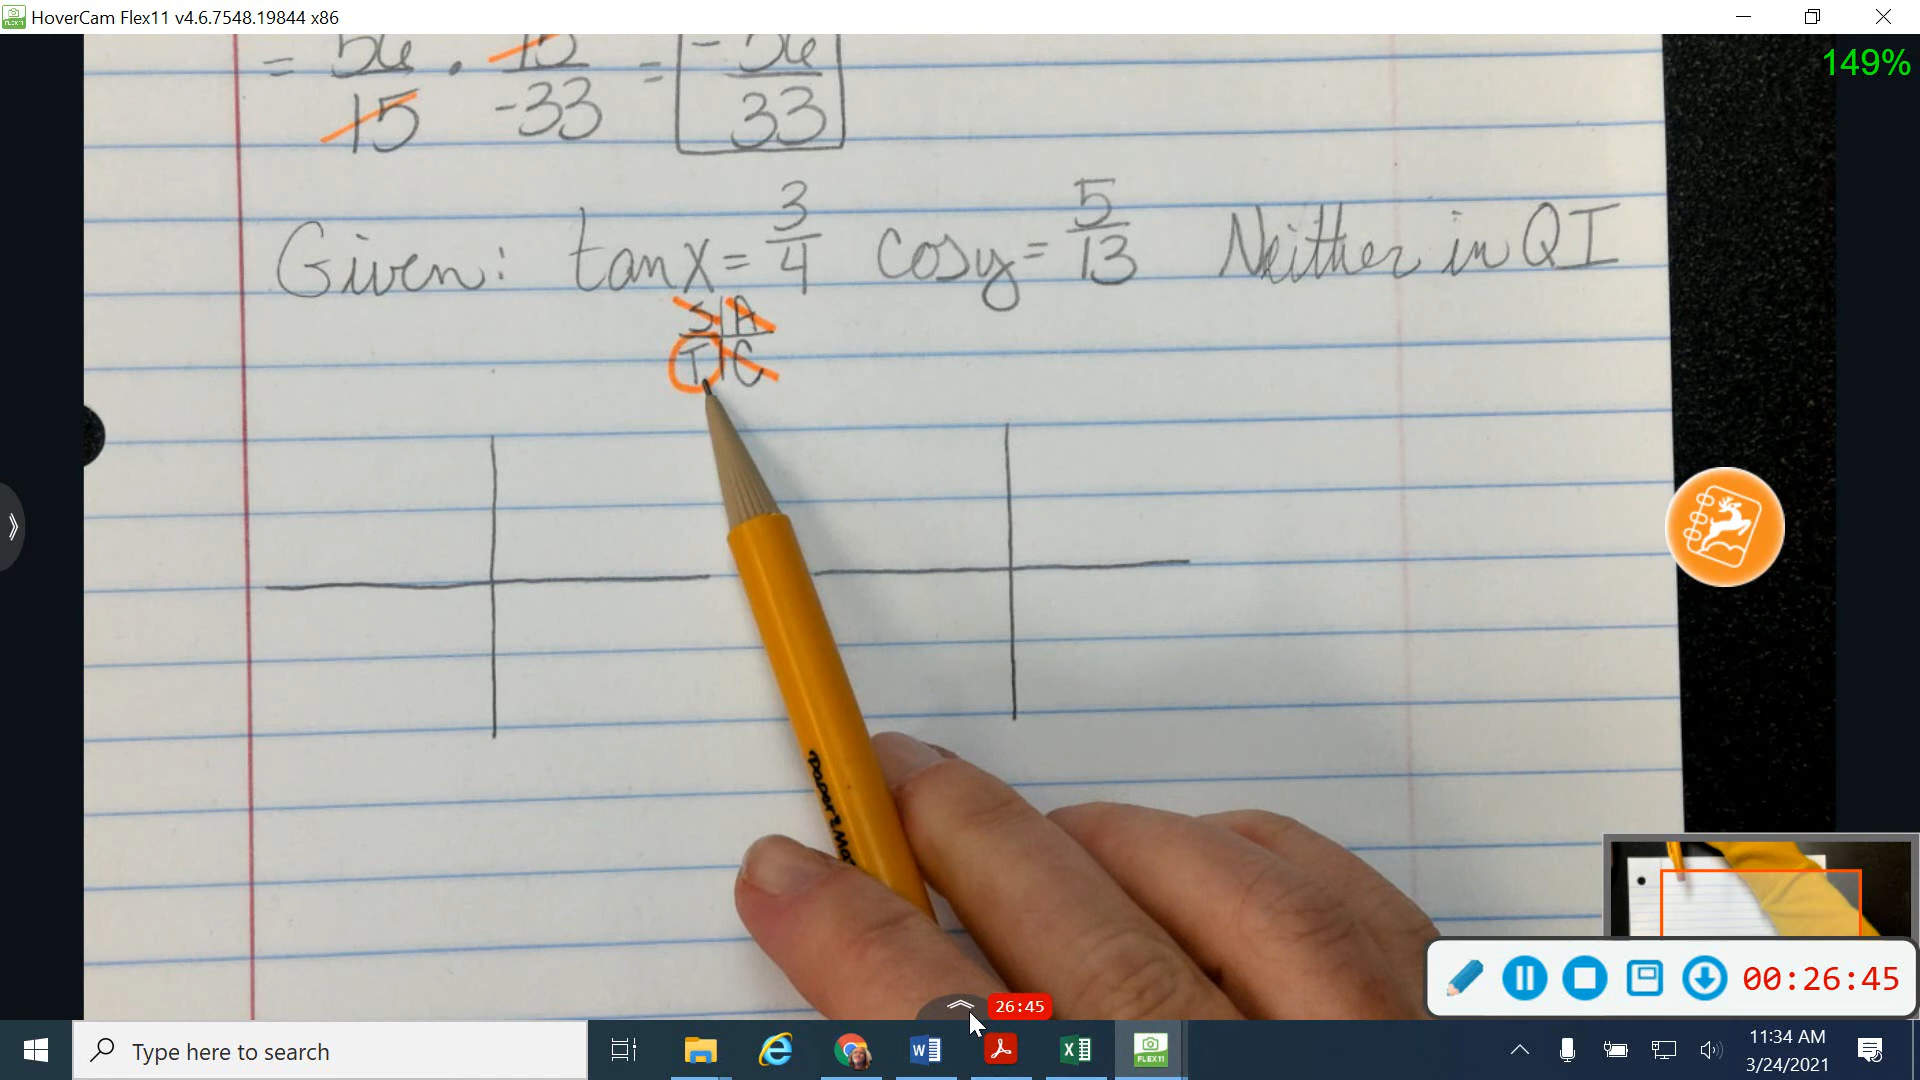 HoverCam Flex11 v4.6.7548.19844 x86
149%
= 56/15 · 15/-33 = -56/33
Given: tan x = 3/4 cos y = 5/13 Neither in QI
S A
T C
PaperMate
00:26:45
26:45
Type here to search
FLEX11
11:34 AM
3/24/2021